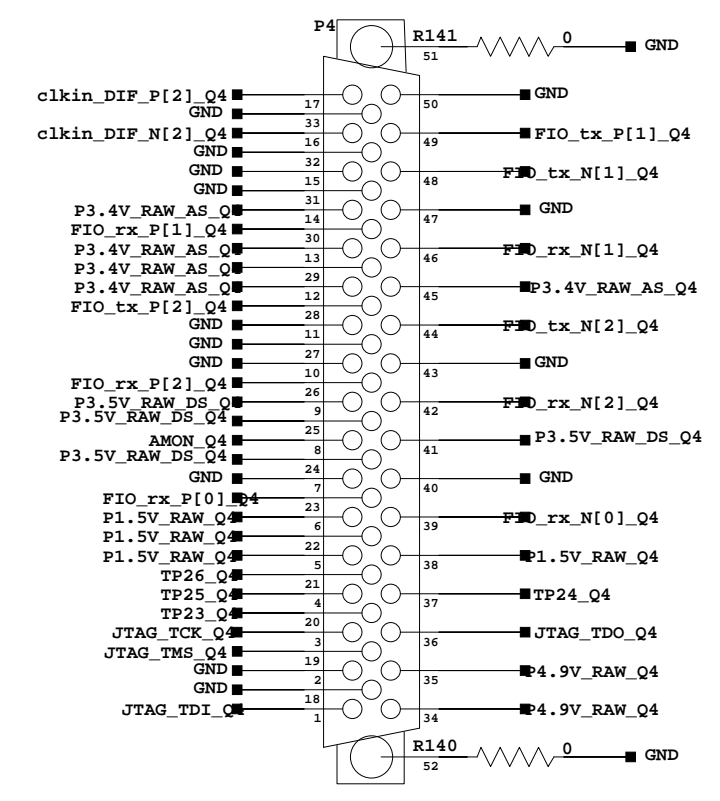 P4 R141 0 GND
51
clkin_DIF_P[2]_Q4 17 50 GND
GND 33
clkin_DIF_N[2]_Q4 16 49 FIO_tx_P[1]_Q4
GND 32
GND 15 48 FIO_tx_N[1]_Q4
GND 31
P3.4V_RAW_AS_Q4 14 47 GND
FIO_rx_P[1]_Q4 30
P3.4V_RAW_AS_Q4 13 46 FIO_rx_N[1]_Q4
P3.4V_RAW_AS_Q4 29
P3.4V_RAW_AS_Q4 12 45 P3.4V_RAW_AS_Q4
FIO_tx_P[2]_Q4 28
GND 11 44 FIO_tx_N[2]_Q4
GND 27
GND 10 43 GND
FIO_rx_P[2]_Q4 26
P3.5V_RAW_DS_Q4 9 42 FIO_rx_N[2]_Q4
P3.5V_RAW_DS_Q4 25
AMON_Q4 8 41 P3.5V_RAW_DS_Q4
P3.5V_RAW_DS_Q4 24
GND 7 40 GND
FIO_rx_P[0]_Q4 23
P1.5V_RAW_Q4 6 39 FIO_rx_N[0]_Q4
P1.5V_RAW_Q4 22
P1.5V_RAW_Q4 5 38 P1.5V_RAW_Q4
TP26_Q4 21
TP25_Q4 4 37 TP24_Q4
TP23_Q4 20
JTAG_TCK_Q4 3 36 JTAG_TDO_Q4
JTAG_TMS_Q4 19
GND 2 35 P4.9V_RAW_Q4
GND 18
JTAG_TDI_Q4 1 34 P4.9V_RAW_Q4
R140 0 GND
52